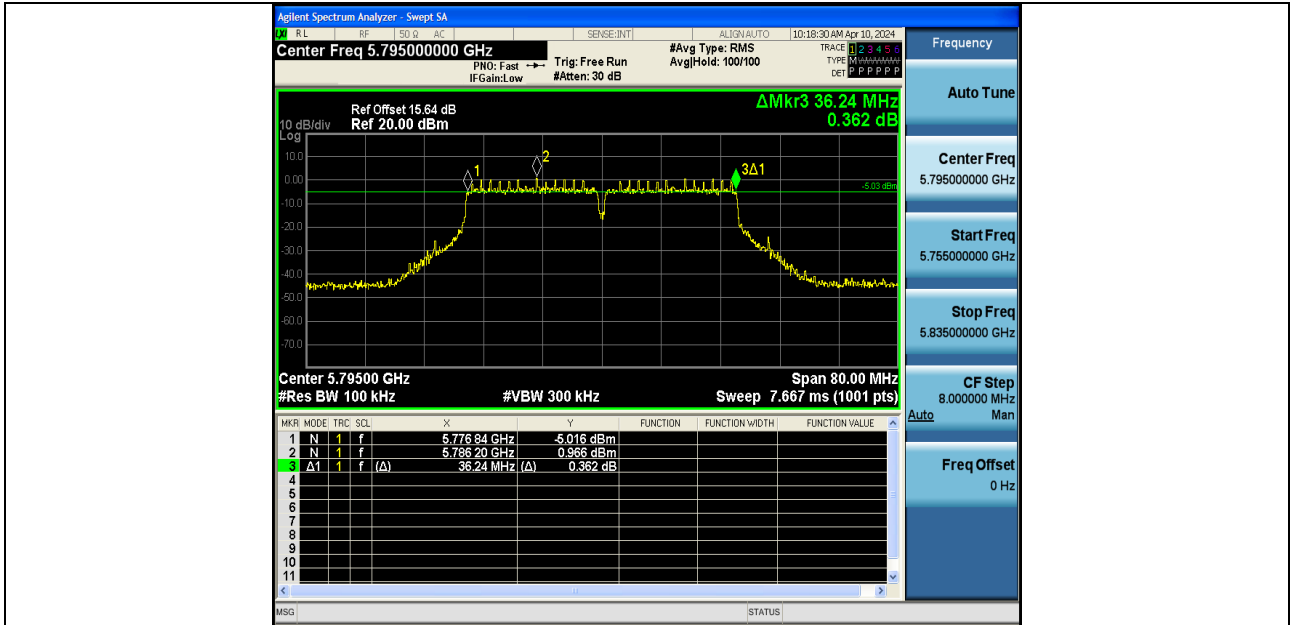 Agilent Spectrum Analyzer - Swept SA
LXI RL RF 50 Ω AC SENSE:INT ALIGN AUTO 10:18:30 AM Apr 10, 2024
Center Freq 5.795000000 GHz
PNO: Fast
IFGain:Low
Trig: Free Run
#Atten: 30 dB
#Avg Type: RMS
Avg|Hold: 100/100
TRACE 1 2 3 4 5 6
TYPE M W W W W W
DET P P P P P P
Frequency
10 dB/div
Log
Ref Offset 15.64 dB
Ref 20.00 dBm
ΔMkr3 36.24 MHz
0.362 dB
Auto Tune
10.0
0.00
-10.0
-20.0
-30.0
-40.0
-50.0
-60.0
-70.0
1
2
3Δ1
-5.03 dBm
Center Freq
5.795000000 GHz
Start Freq
5.755000000 GHz
Stop Freq
5.835000000 GHz
Center 5.79500 GHz Span 80.00 MHz
#Res BW 100 kHz #VBW 300 kHz Sweep 7.667 ms (1001 pts)
CF Step
8.000000 MHz
Auto Man
MKR MODE TRC SCL X Y FUNCTION FUNCTION WIDTH FUNCTION VALUE
1 N 1 f 5.776 84 GHz -5.016 dBm
2 N 1 f 5.786 20 GHz 0.966 dBm
3 Δ1 1 f (Δ) 36.24 MHz (Δ) 0.362 dB
4
5
6
7
8
9
10
11
Freq Offset
0 Hz
MSG STATUS